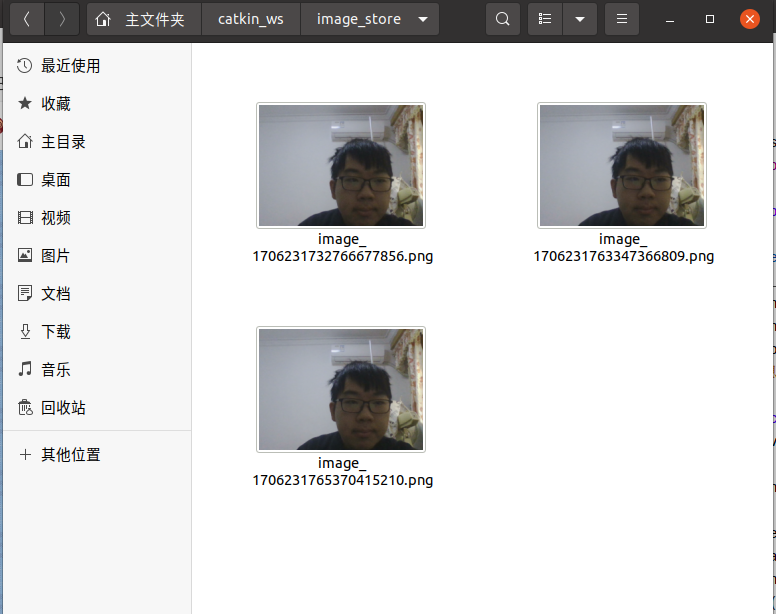 主文件夹
catkin_ws
image_store
最近使用
收藏
主目录
桌面
视频
图片
文档
下载
音乐
回收站
其他位置
image_
1706231732766677856.png
image_
1706231763347366809.png
image_
1706231765370415210.png